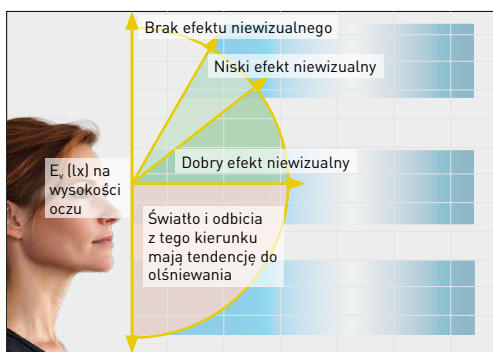 Brak efektu niewizualnego
Niski efekt niewizualny
Dobry efekt niewizualny
Eᵥ (lx) na
wysokości
oczu
Światło i odbicia
z tego kierunku
mają tendencję do
olśniewania